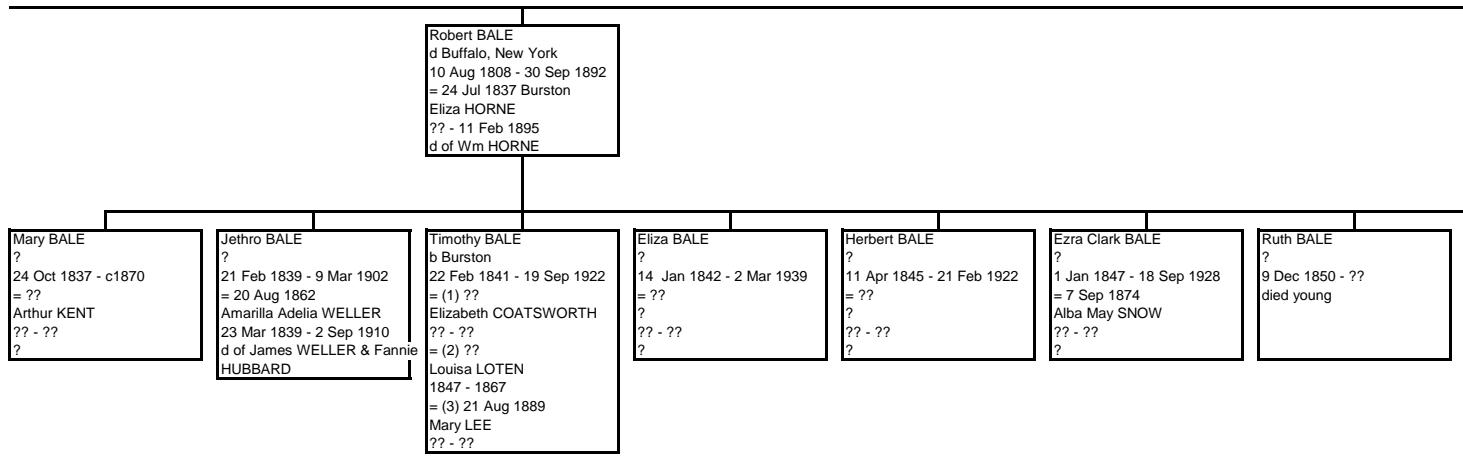 Robert BALE
d Buffalo, New York
10 Aug 1808 - 30 Sep 1892
= 24 Jul 1837 Burston
Eliza HORNE
?? - 11 Feb 1895
d of Wm HORNE
Mary BALE
?
24 Oct 1837 - c1870
= ??
Arthur KENT
?? - ??
?
Jethro BALE
?
21 Feb 1839 - 9 Mar 1902
= 20 Aug 1862
Amarilla Adelia WELLER
23 Mar 1839 - 2 Sep 1910
d of James WELLER & Fannie
HUBBARD
Timothy BALE
b Burston
22 Feb 1841 - 19 Sep 1922
= (1) ??
Elizabeth COATSWORTH
?? - ??
= (2) ??
Louisa LOTEN
1847 - 1867
= (3) 21 Aug 1889
Mary LEE
?? - ??
Eliza BALE
?
14 Jan 1842 - 2 Mar 1939
= ??
?
?? - ??
?
Herbert BALE
?
11 Apr 1845 - 21 Feb 1922
= ??
?
?? - ??
?
Ezra Clark BALE
?
1 Jan 1847 - 18 Sep 1928
= 7 Sep 1874
Alba May SNOW
?? - ??
?
Ruth BALE
?
9 Dec 1850 - ??
died young